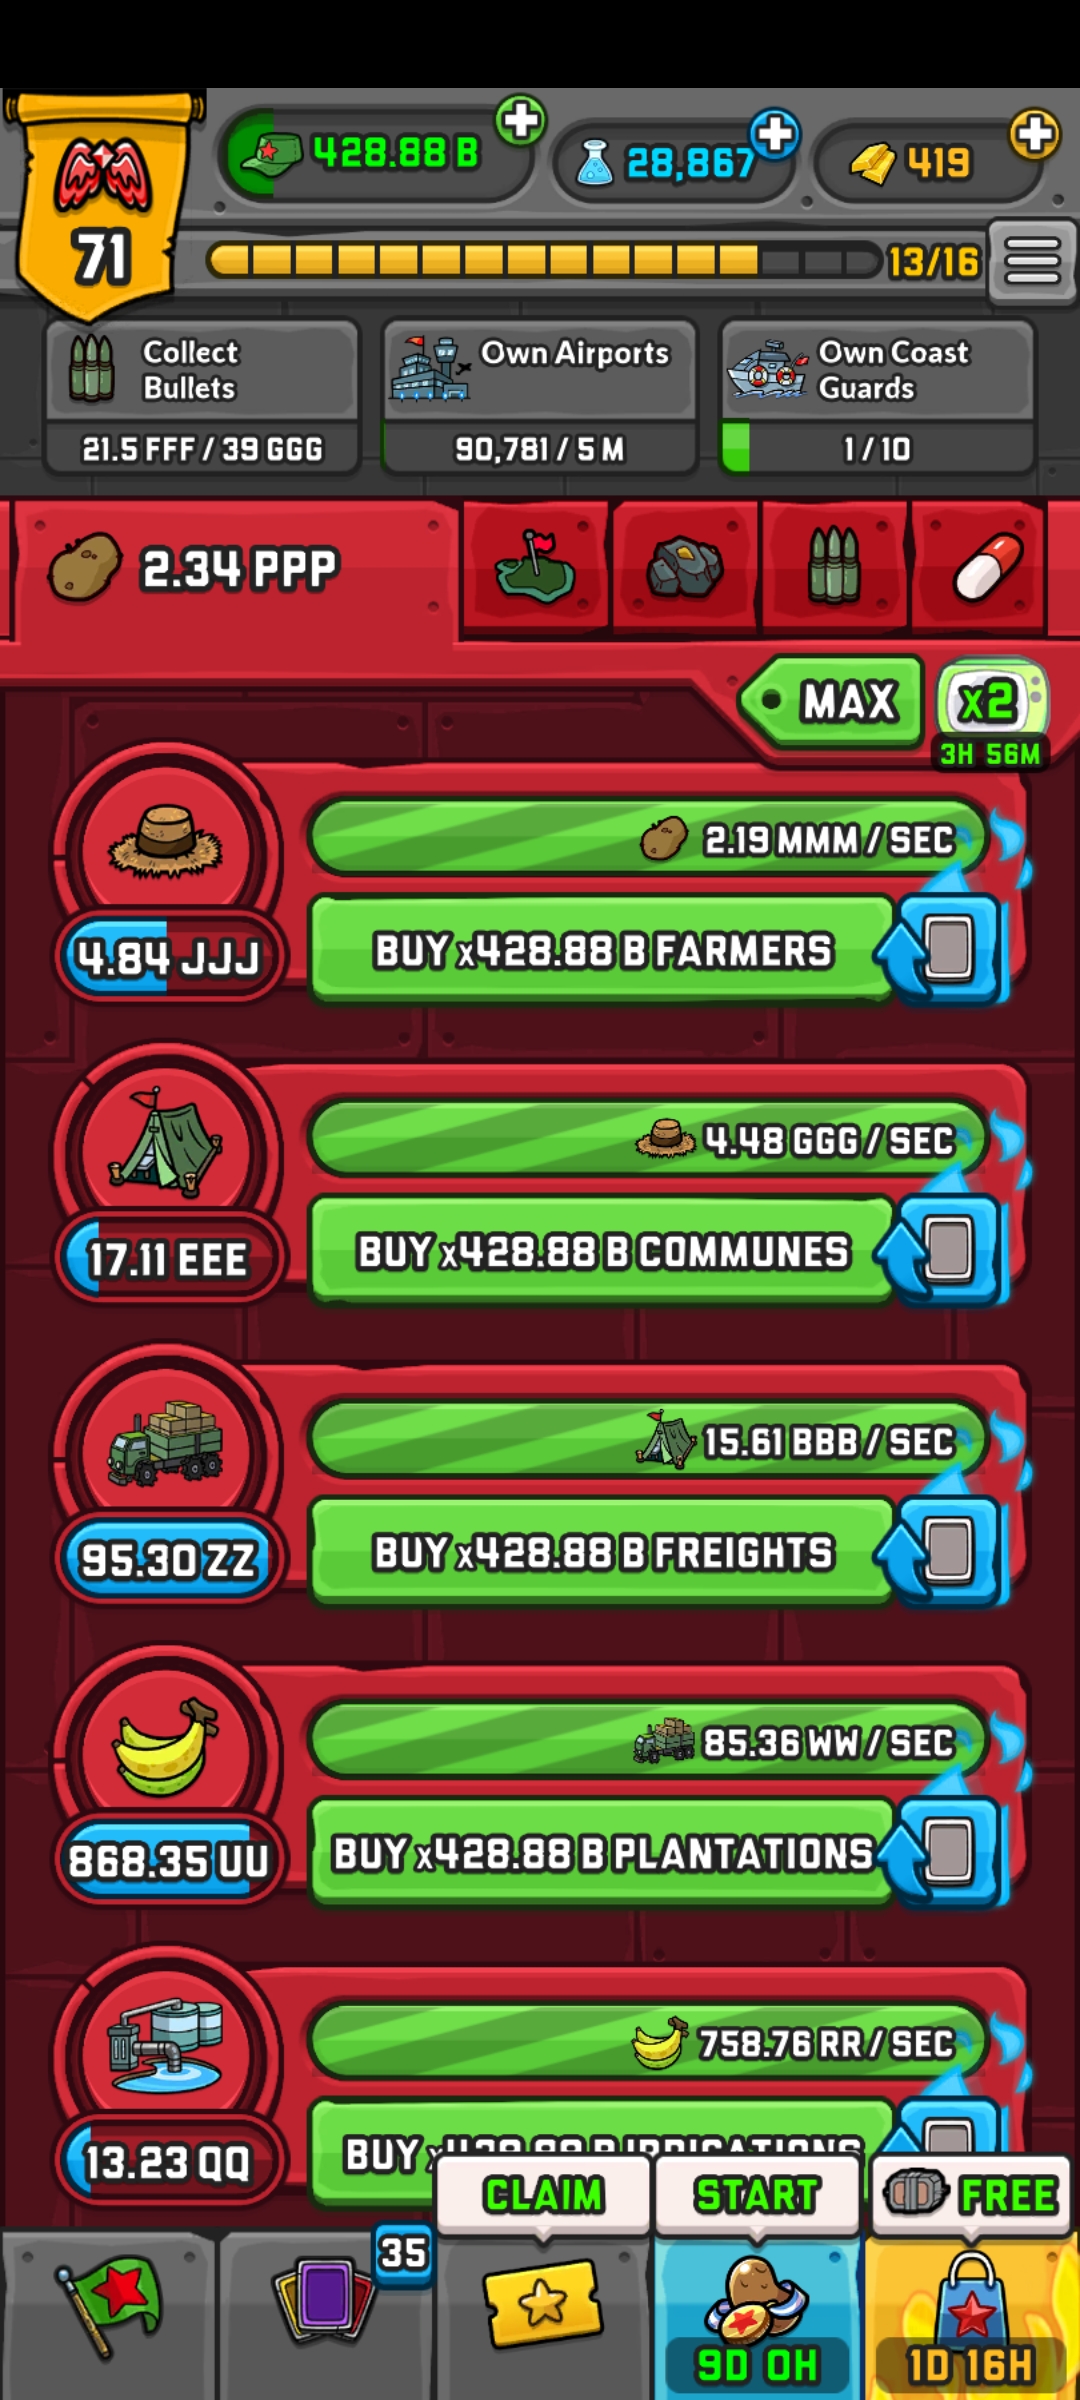 71
428.88 B
28,867
419
13/16
Collect
Bullets
21.5 FFF / 39 GGG
Own Airports
90,781 / 5 M
Own Coast
Guards
1 / 10
2.34 PPP
MAX
x2
3H 56M
2.19 MMM / SEC
4.84 JJJ
BUY x428.88 B FARMERS
4.48 GGG / SEC
17.11 EEE
BUY x428.88 B COMMUNES
15.61 BBB / SEC
95.30 ZZ
BUY x428.88 B FREIGHTS
85.36 WW / SEC
868.35 UU
BUY x428.88 B PLANTATIONS
758.76 RR / SEC
13.23 QQ
BUY x428.88 B IRRIGATIONS
CLAIM
START
FREE
35
9D 0H
1D 16H